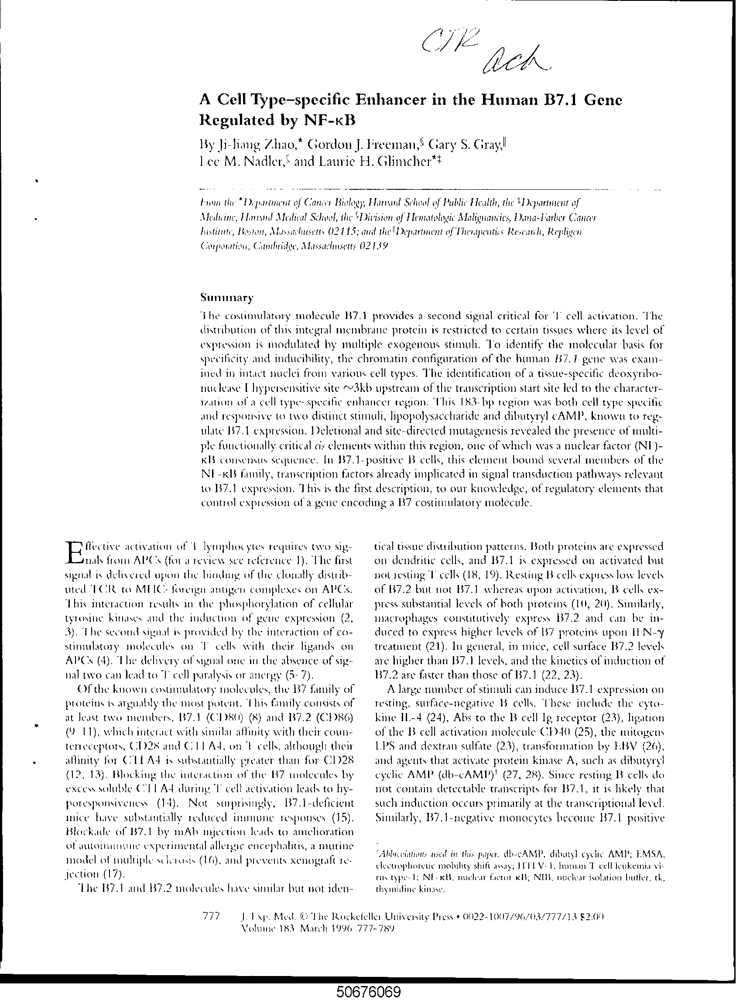 CTR
ach
A Cell Type–specific Enhancer in the Human B7.1 Gene
Regulated by NF-κB
By Ji-liang Zhao,* Gordon J. Freeman,§ Gary S. Gray,‖
Lee M. Nadler,§ and Laurie H. Glimcher*‡
From the *Department of Cancer Biology, Harvard School of Public Health, the ‡Department of
Medicine, Harvard Medical School, the §Division of Hematologic Malignancies, Dana-Farber Cancer
Institute, Boston, Massachusetts 02115; and the ‖Department of Therapeutics Research, Repligen
Corporation, Cambridge, Massachusetts 02139
Summary
The costimulatory molecule B7.1 provides a second signal critical for T cell activation. The
distribution of this integral membrane protein is restricted to certain tissues where its level of
expression is modulated by multiple exogenous stimuli. To identify the molecular basis for
specificity and inducibility, the chromatin configuration of the human B7.1 gene was exam-
ined in intact nuclei from various cell types. The identification of a tissue-specific deoxyribo-
nuclease I hypersensitive site ~3kb upstream of the transcription start site led to the character-
ization of a cell type-specific enhancer region. This 183-bp region was both cell type specific
and responsive to two distinct stimuli, lipopolysaccharide and dibutyryl cAMP, known to reg-
ulate B7.1 expression. Deletional and site-directed mutagenesis revealed the presence of multi-
ple functionally critical cis elements within this region, one of which was a nuclear factor (NF)-
κB consensus sequence. In B7.1-positive B cells, this element bound several members of the
NF-κB family, transcription factors already implicated in signal transduction pathways relevant
to B7.1 expression. This is the first description, to our knowledge, of regulatory elements that
control expression of a gene encoding a B7 costimulatory molecule.
Effective activation of T lymphocytes requires two sig-
nals from APCs (for a review see reference 1). The first
signal is delivered upon the binding of the clonally distrib-
uted TCR to MHC-foreign antigen complexes on APCs.
This interaction results in the phosphorylation of cellular
tyrosine kinases and the induction of gene expression (2,
3). The second signal is provided by the interaction of co-
stimulatory molecules on T cells with their ligands on
APCs (4). The delivery of signal one in the absence of sig-
nal two can lead to T cell paralysis or anergy (5-7).
Of the known costimulatory molecules, the B7 family of
proteins is arguably the most potent. This family consists of
at least two members, B7.1 (CD80) (8) and B7.2 (CD86)
(9-11), which interact with similar affinity with their coun-
terreceptors, CD28 and CTLA4, on T cells, although their
affinity for CTLA4 is substantially greater than for CD28
(12, 13). Blocking the interaction of the B7 molecules by
excess soluble CTLA4 during T cell activation leads to hy-
poresponsiveness (14). Not surprisingly, B7.1-deficient
mice have substantially reduced immune responses (15).
Blockade of B7.1 by mAb injection leads to amelioration
of autoimmune experimental allergic encephalitis, a murine
model of multiple sclerosis (16), and prevents xenograft re-
jection (17).
The B7.1 and B7.2 molecules have similar but not iden-
tical tissue distribution patterns. Both proteins are expressed
on dendritic cells, and B7.1 is expressed on activated but
not resting T cells (18, 19). Resting B cells express low levels
of B7.2 but not B7.1 whereas upon activation, B cells ex-
press substantial levels of both proteins (10, 20). Similarly,
macrophages constitutively express B7.2 and can be in-
duced to express higher levels of B7 proteins upon IFN-γ
treatment (21). In general, in mice, cell surface B7.2 levels
are higher than B7.1 levels, and the kinetics of induction of
B7.2 are faster than those of B7.1 (22, 23).
A large number of stimuli can induce B7.1 expression on
resting, surface-negative B cells. These include the cyto-
kine IL-4 (24), Abs to the B cell Ig receptor (23), ligation
of the B cell activation molecule CD40 (25), the mitogens
LPS and dextran sulfate (23), transformation by EBV (26),
and agents that activate protein kinase A, such as dibutyryl
cyclic AMP (db-cAMP)¹ (27, 28). Since resting B cells do
not contain detectable transcripts for B7.1, it is likely that
such induction occurs primarily at the transcriptional level.
Similarly, B7.1-negative monocytes become B7.1 positive
¹Abbreviations used in this paper: db-cAMP, dibutyl cyclic AMP; EMSA,
electrophoretic mobility shift assay; HTLV-1, human T cell leukemia vi-
rus type-1; NF-κB, nuclear factor κB; NIB, nuclear isolation buffer; tk,
thymidine kinase.
777 J. Exp. Med. © The Rockefeller University Press • 0022-1007/96/03/777/13 $2.00
Volume 183 March 1996 777-789
50676069